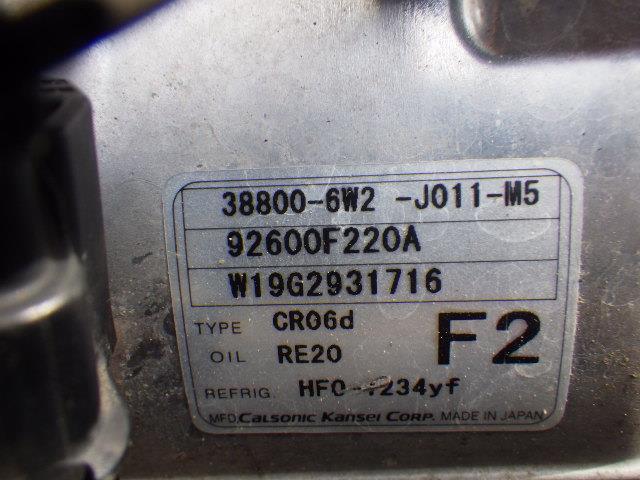 38800-6W2 -J011-M5
92600F220A
W19G2931716
TYPE CR06d
OIL RE20
F2
REFRIG. HFO-1234yf
MFD. CALSONIC KANSEI CORP. MADE IN JAPAN